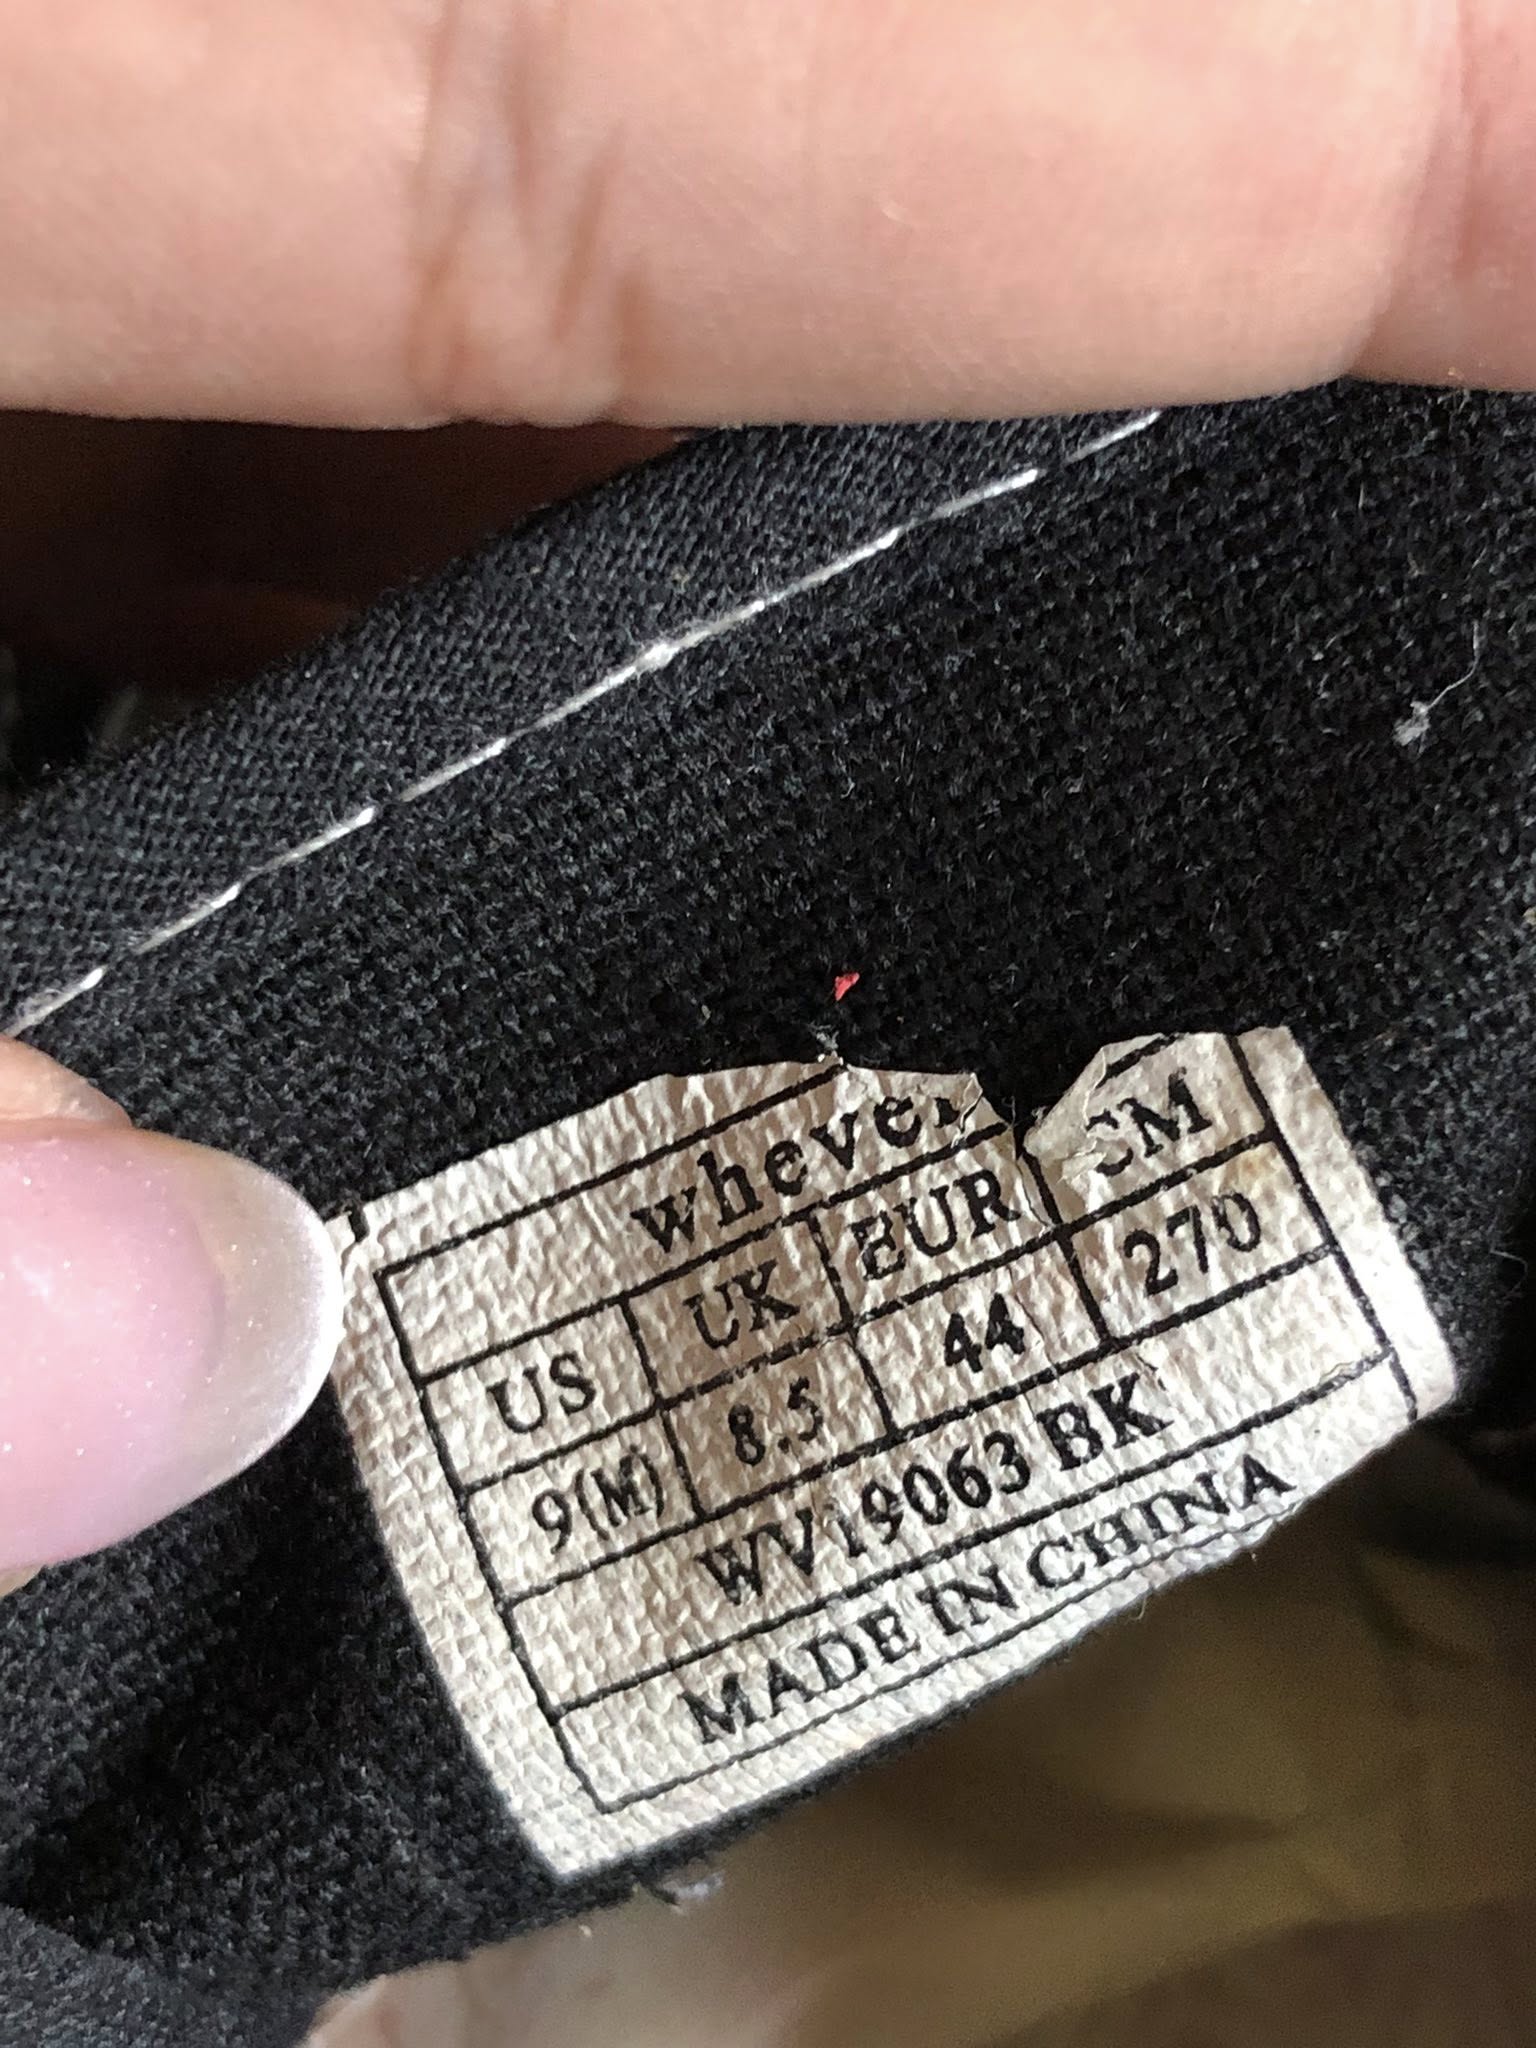 whever
US UK EUR CM
9(M) 8.5 44 270
WV19063 BK
MADE IN CHINA